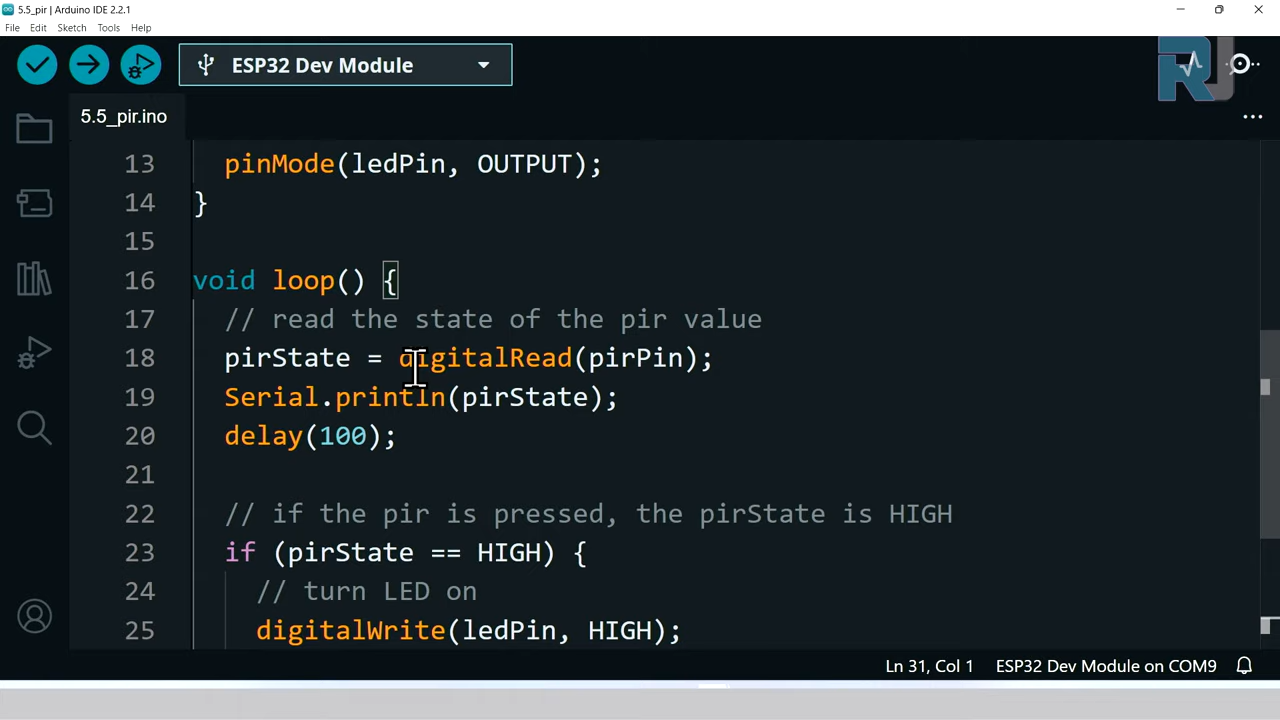 5.5_pir | Arduino IDE 2.2.1
File Edit Sketch Tools Help
ESP32 Dev Module
RJ
5.5_pir.ino
13 pinMode(ledPin, OUTPUT);
14 }
15
16 void loop() {
17 // read the state of the pir value
18 pirState = digitalRead(pirPin);
19 Serial.println(pirState);
20 delay(100);
21
22 // if the pir is pressed, the pirState is HIGH
23 if (pirState == HIGH) {
24 // turn LED on
25 digitalWrite(ledPin, HIGH);
Ln 31, Col 1 ESP32 Dev Module on COM9